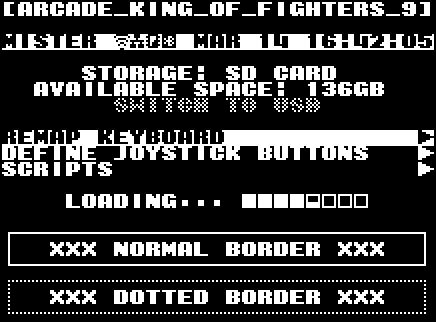 [ARCADE_KING_OF_FIGHTERS_9]
MISTER MAR 14 16:42:05
STORAGE: SD CARD
AVAILABLE SPACE: 136GB
SWITCH TO USB
REMAP KEYBOARD
DEFINE JOYSTICK BUTTONS
SCRIPTS
LOADING...
XXX NORMAL BORDER XXX
XXX DOTTED BORDER XXX